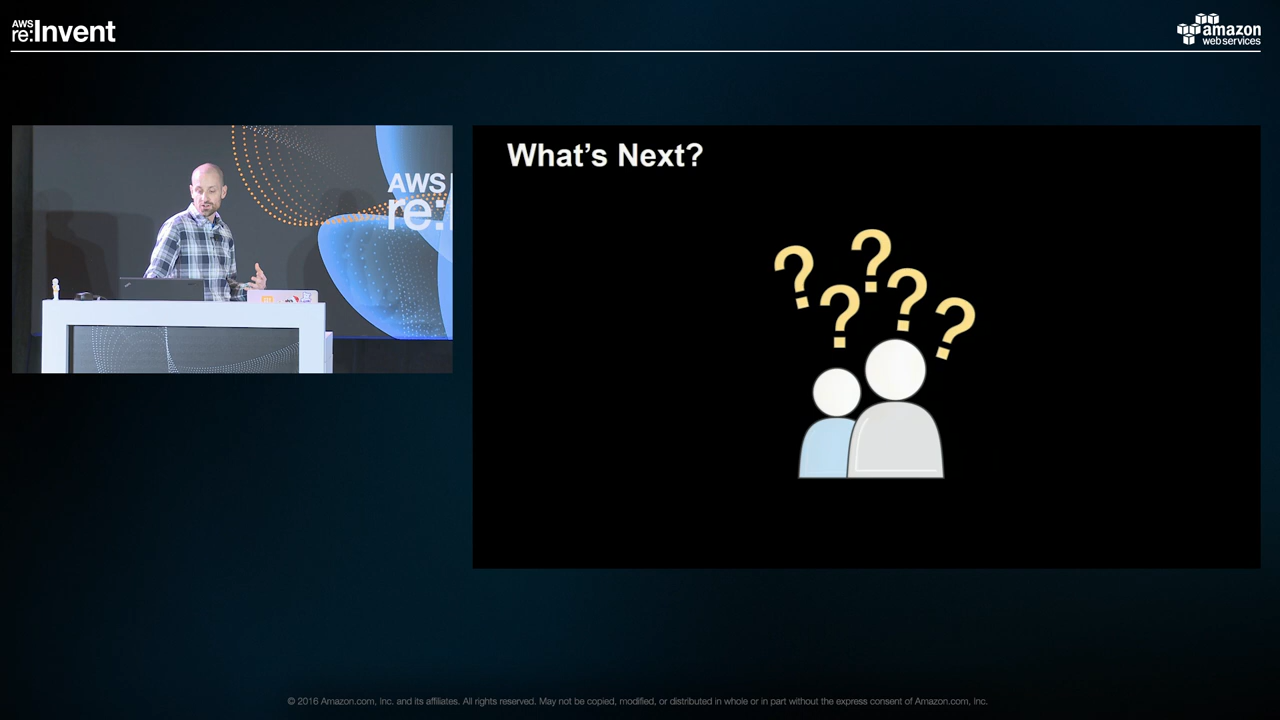 AWS
re:Invent
amazon
webservices
AWS
re:
What's Next?
? ? ? ? ?
© 2016 Amazon.com, Inc. and its affiliates. All rights reserved. May not be copied, modified, or distributed in whole or in part without the express consent of Amazon.com, Inc.